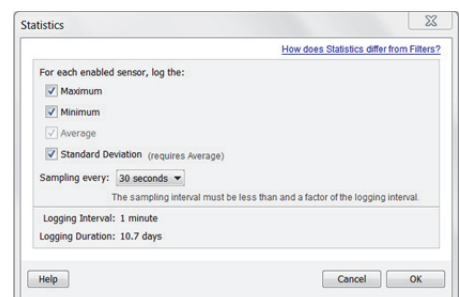 Statistics
How does Statistics differ from Filters?
For each enabled sensor, log the:
Maximum
Minimum
Average
Standard Deviation (requires Average)
Sampling every: 30 seconds
The sampling interval must be less than and a factor of the logging interval.
Logging Interval: 1 minute
Logging Duration: 10.7 days
Help Cancel OK